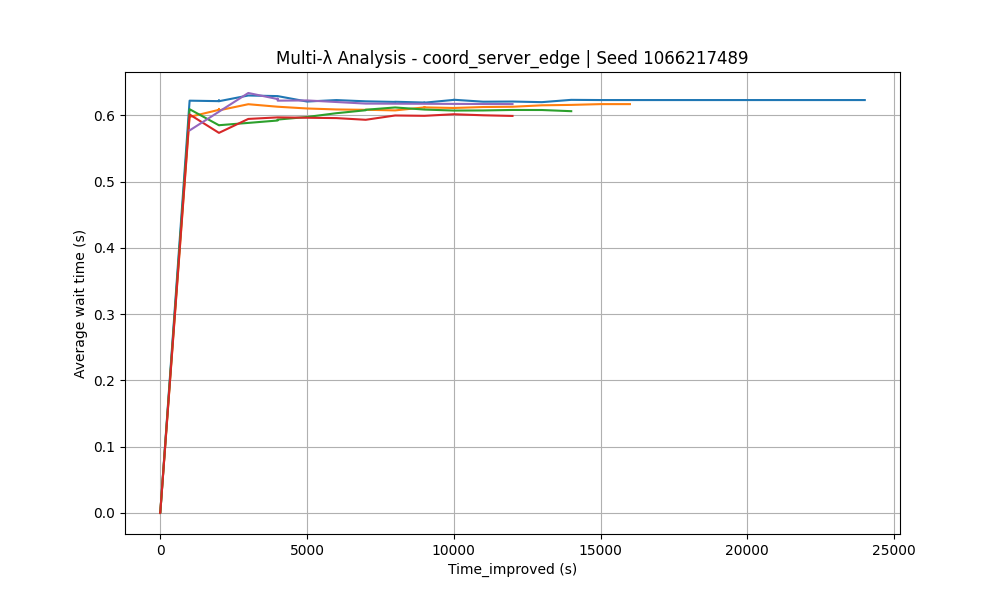 Multi-λ Analysis - coord_server_edge | Seed 1066217489
Average wait time (s)
0.6
0.5
0.4
0.3
0.2
0.1
0.0
0 5000 10000 15000 20000 25000
Time_improved (s)